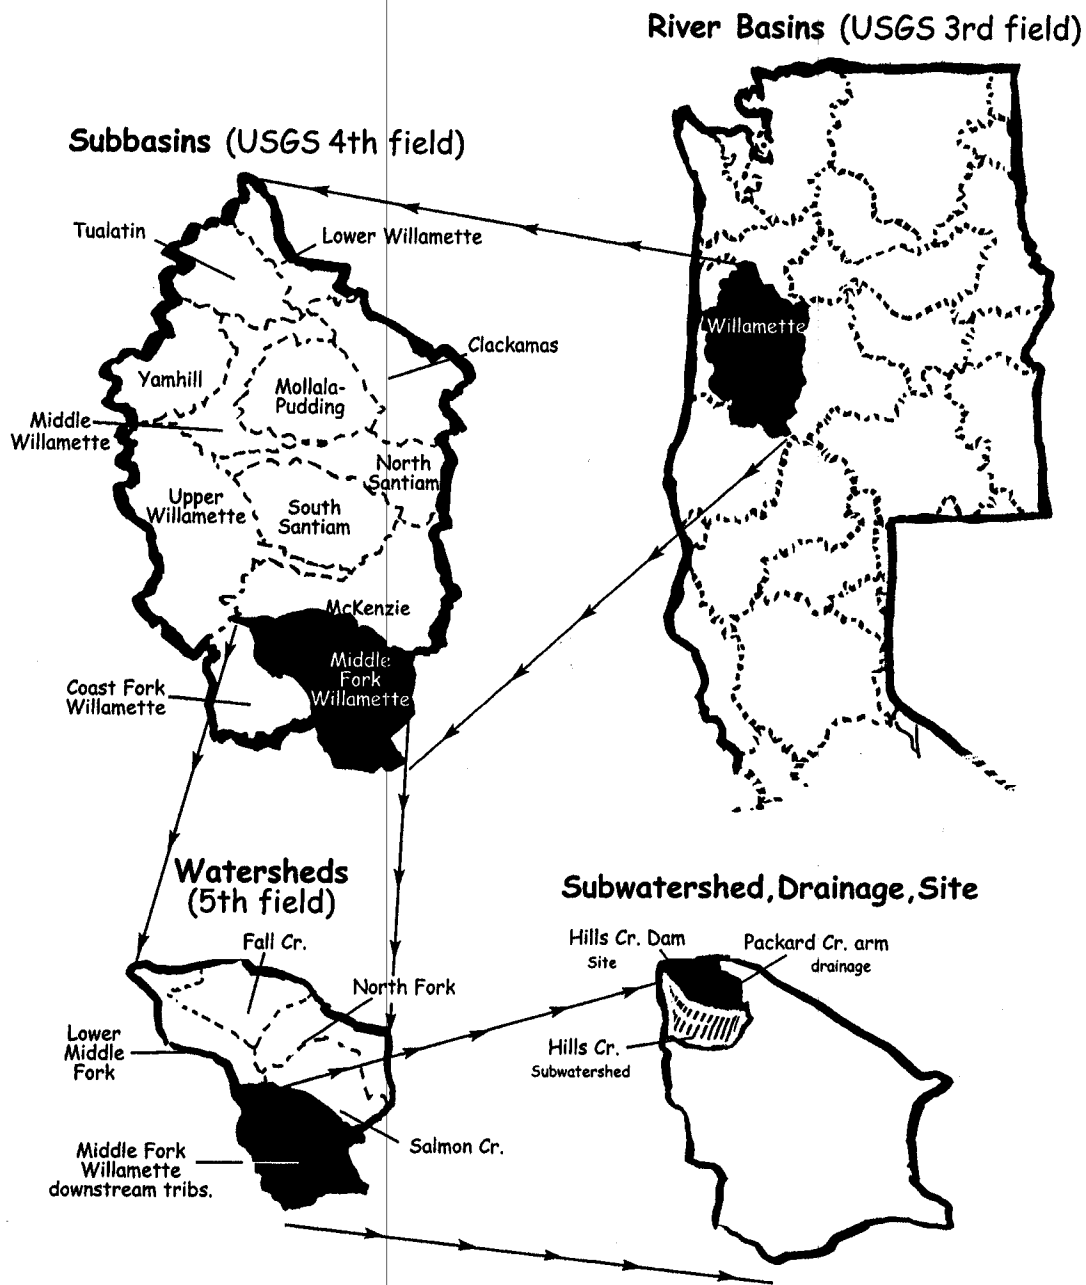 River Basins (USGS 3rd field)
Subbasins (USGS 4th field)
Tualatin
Lower Willamette
Willamette
Clackamas
Yamhill
Mollala-
Pudding
Middle
Willamette
North
Santiam
Upper
Willamette
South
Santiam
McKenzie
Middle
Fork
Willamette
Coast Fork
Willamette
Watersheds
(5th field)
Subwatershed, Drainage, Site
Fall Cr.
Hills Cr. Dam
Site
Packard Cr. arm
drainage
North Fork
Lower
Middle
Fork
Hills Cr.
Subwatershed
Salmon Cr.
Middle Fork
Willamette
downstream tribs.